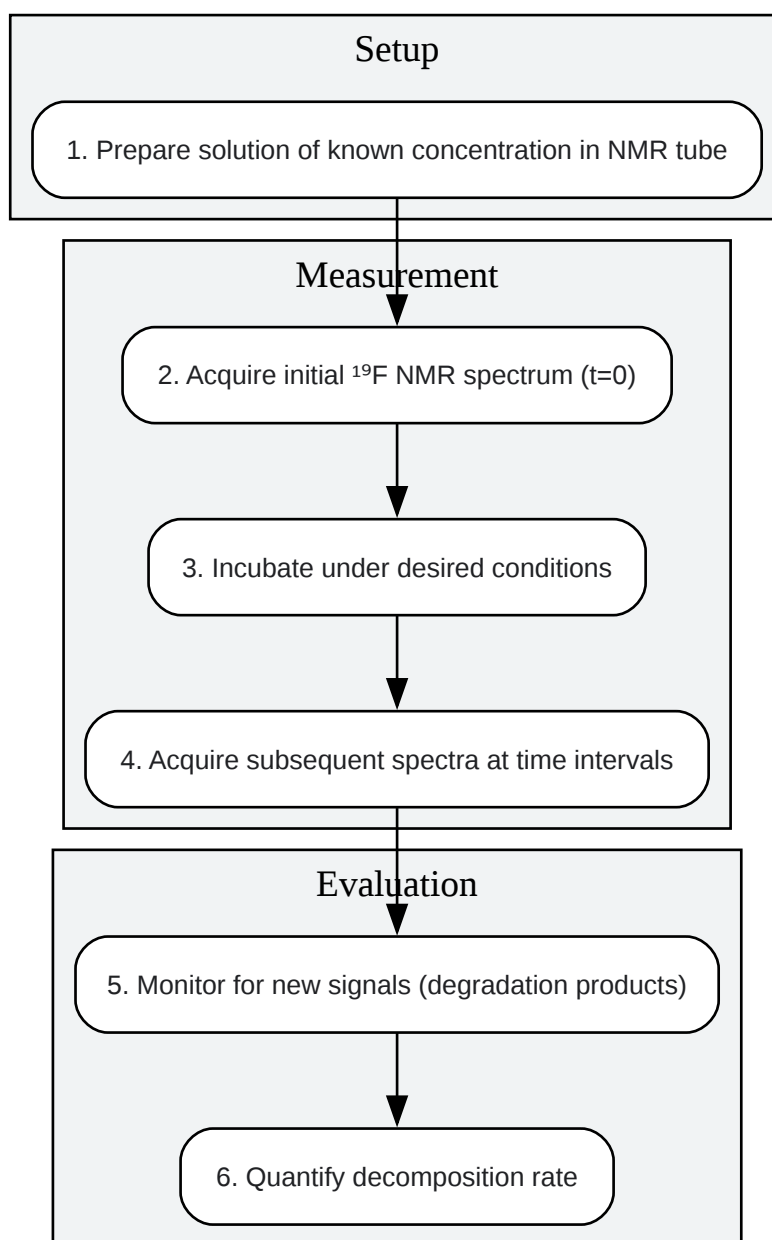 Setup
1. Prepare solution of known concentration in NMR tube
Measurement
2. Acquire initial ¹⁹F NMR spectrum (t=0)
3. Incubate under desired conditions
4. Acquire subsequent spectra at time intervals
Evaluation
5. Monitor for new signals (degradation products)
6. Quantify decomposition rate